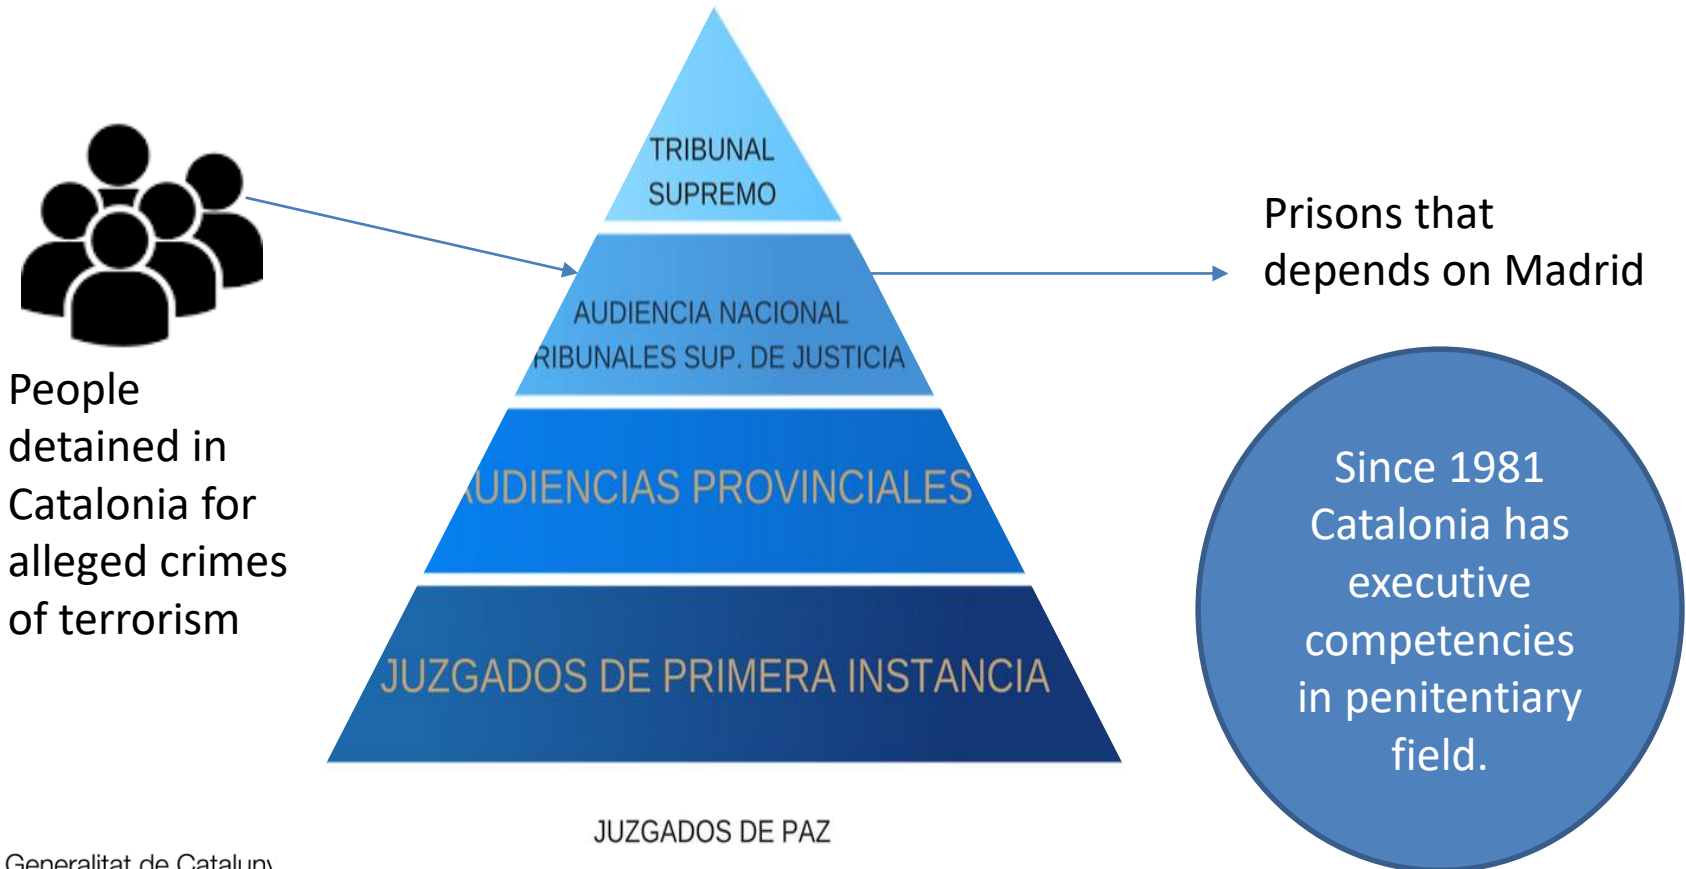 TRIBUNAL
SUPREMO
AUDIENCIA NACIONAL
RIBUNALES SUP. DE JUSTICIA
UDIENCIAS PROVINCIALES
JUZGADOS DE PRIMERA INSTANCIA
JUZGADOS DE PAZ
People
detained in
Catalonia for
alleged crimes
of terrorism
Prisons that
depends on Madrid
Since 1981
Catalonia has
executive
competencies
in penitentiary
field.
Generalitat de Cataluny